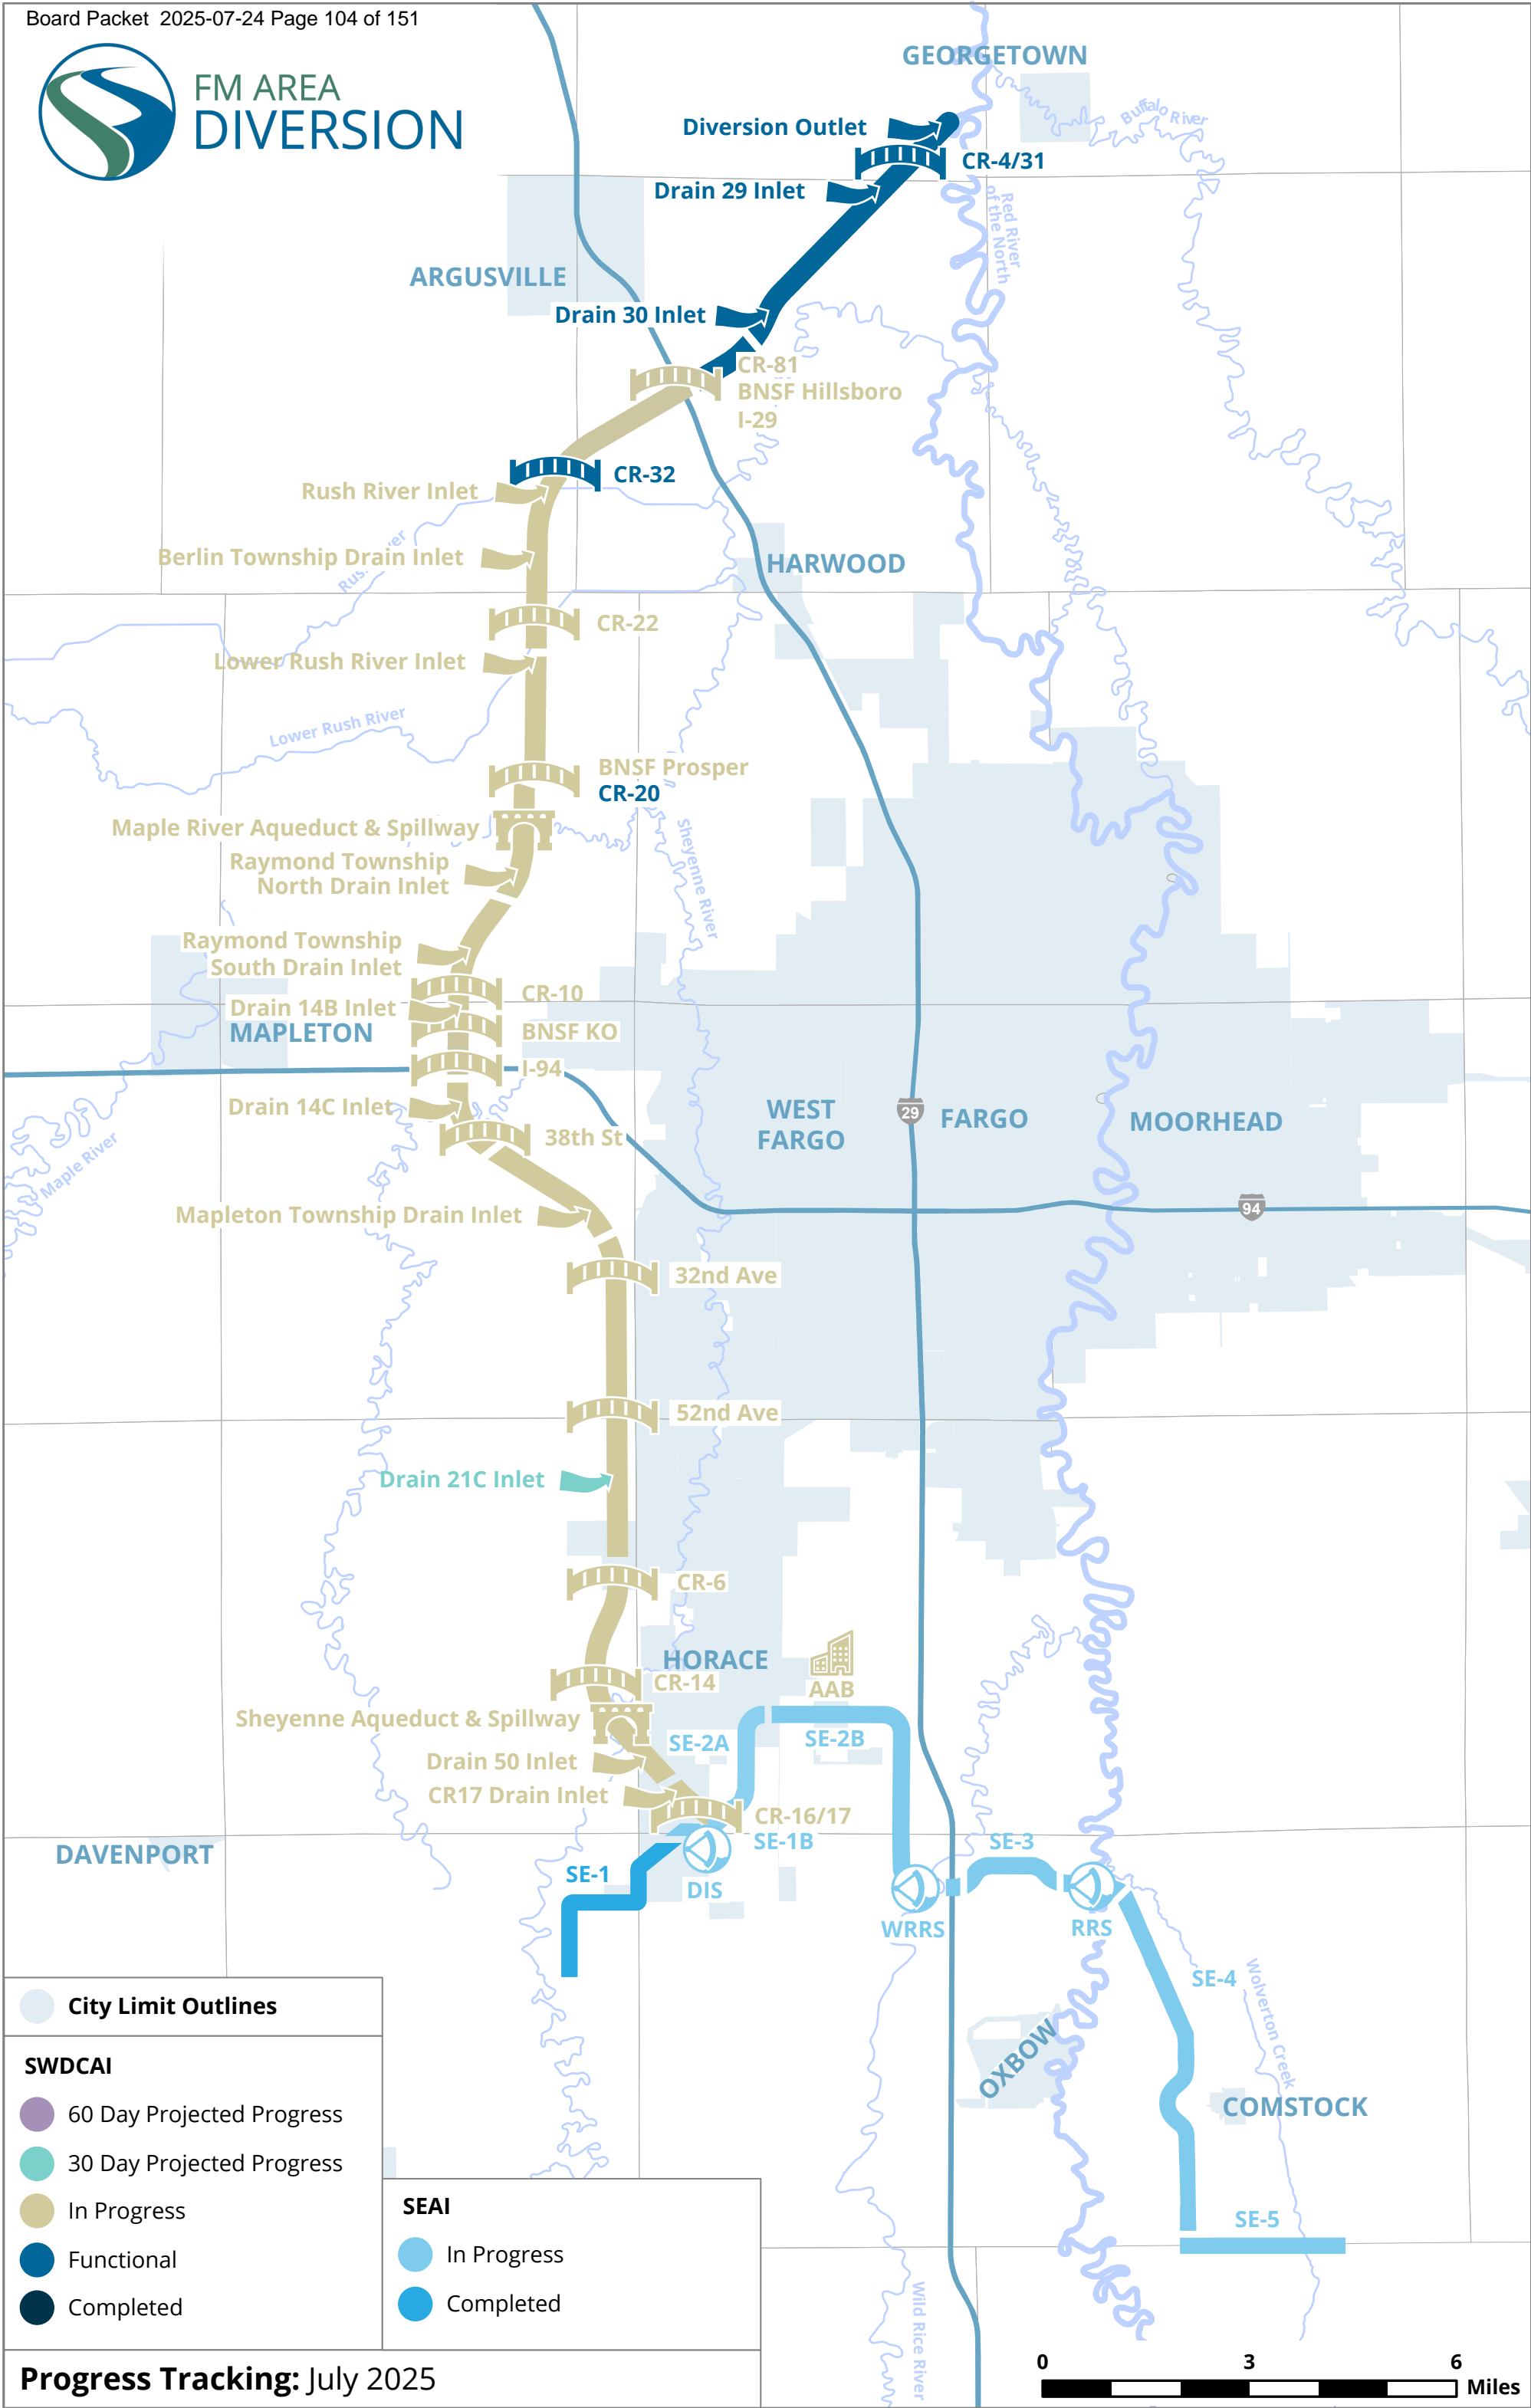 Board Packet  2025-07-24 Page 104 of 151
FM AREA
DIVERSION
GEORGETOWN
Buffalo River
Diversion Outlet
CR-4/31
Drain 29 Inlet
Red River
of the North
ARGUSVILLE
Drain 30 Inlet
CR-81
BNSF Hillsboro
I-29
CR-32
Rush River Inlet
Berlin Township Drain Inlet
HARWOOD
CR-22
Lower Rush River Inlet
Lower Rush River
BNSF Prosper
CR-20
Maple River Aqueduct & Spillway
Sheyenne River
Raymond Township
North Drain Inlet
Raymond Township
South Drain Inlet
CR-10
Drain 14B Inlet
MAPLETON
BNSF KO
I-94
Drain 14C Inlet
38th St
Maple River
WEST
FARGO
29
FARGO
MOORHEAD
94
Mapleton Township Drain Inlet
32nd Ave
52nd Ave
Drain 21C Inlet
CR-6
HORACE
CR-14
AAB
Sheyenne Aqueduct & Spillway
SE-2A
SE-2B
Drain 50 Inlet
CR17 Drain Inlet
CR-16/17
SE-1B
DAVENPORT
SE-1
DIS
SE-3
WRRS
RRS
SE-4
Wolverton Creek
OXBOW
COMSTOCK
SE-5
Wild Rice River
City Limit Outlines
SWDCAI
60 Day Projected Progress
30 Day Projected Progress
In Progress
Functional
Completed
SEAI
In Progress
Completed
Progress Tracking: July 2025
0 3 6
Miles